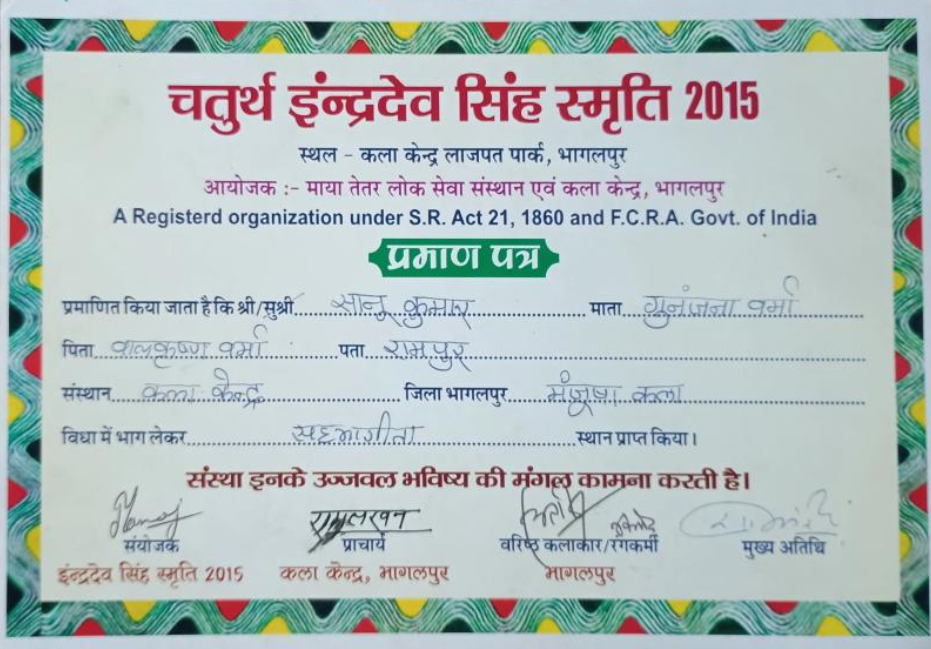 चतुर्थ इंन्द्रदेव सिंह स्मृति 2015
स्थल - कला केन्द्र लाजपत पार्क, भागलपुर
आयोजक :- माया तेतर लोक सेवा संस्थान एवं कला केन्द्र, भागलपुर
A Registerd organization under S.R. Act 21, 1860 and F.C.R.A. Govt. of India
प्रमाण पत्र
प्रमाणित किया जाता है कि श्री/सुश्री सानू कुमार माता गुनंजना वर्मा
पिता बालकृष्ण वर्मा पता रामपुर
संस्थान कला केन्द्र जिला भागलपुर मंजूषा कला
विधा में भाग लेकर सहभागीता स्थान प्राप्त किया।
संस्था इनके उज्जवल भविष्य की मंगल कामना करती है।
संयोजक प्राचार्य वरिष्ठ कलाकार/रंगकर्मी मुख्य अतिथि
इंन्द्रदेव सिंह स्मृति 2015 कला केन्द्र, भागलपुर भागलपुर